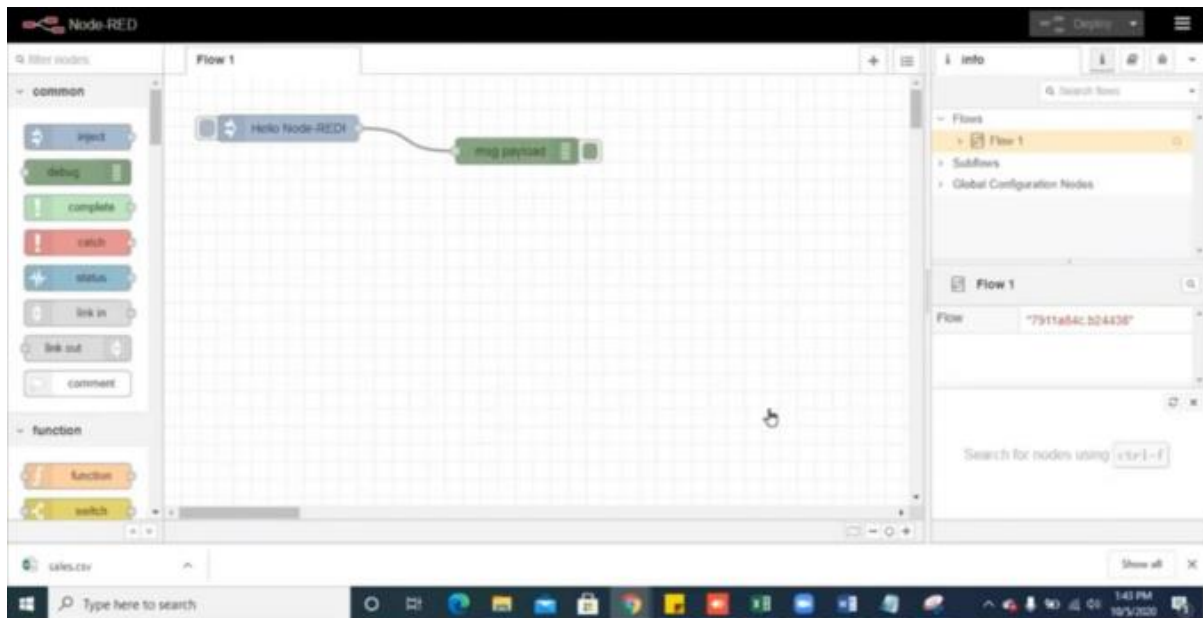 Node-RED
Deploy
filter nodes
Flow 1
info
common
Search flows
inject
Hello Node-RED!
Flows
Flow 1
debug
msg.payload
Subflows
complete
Global Configuration Nodes
catch
status
Flow 1
link in
Flow
link out
comment
function
Search for nodes using ctrl-f
function
switch
sales.csv
Show all
Type here to search
1:43 PM
10/5/2020